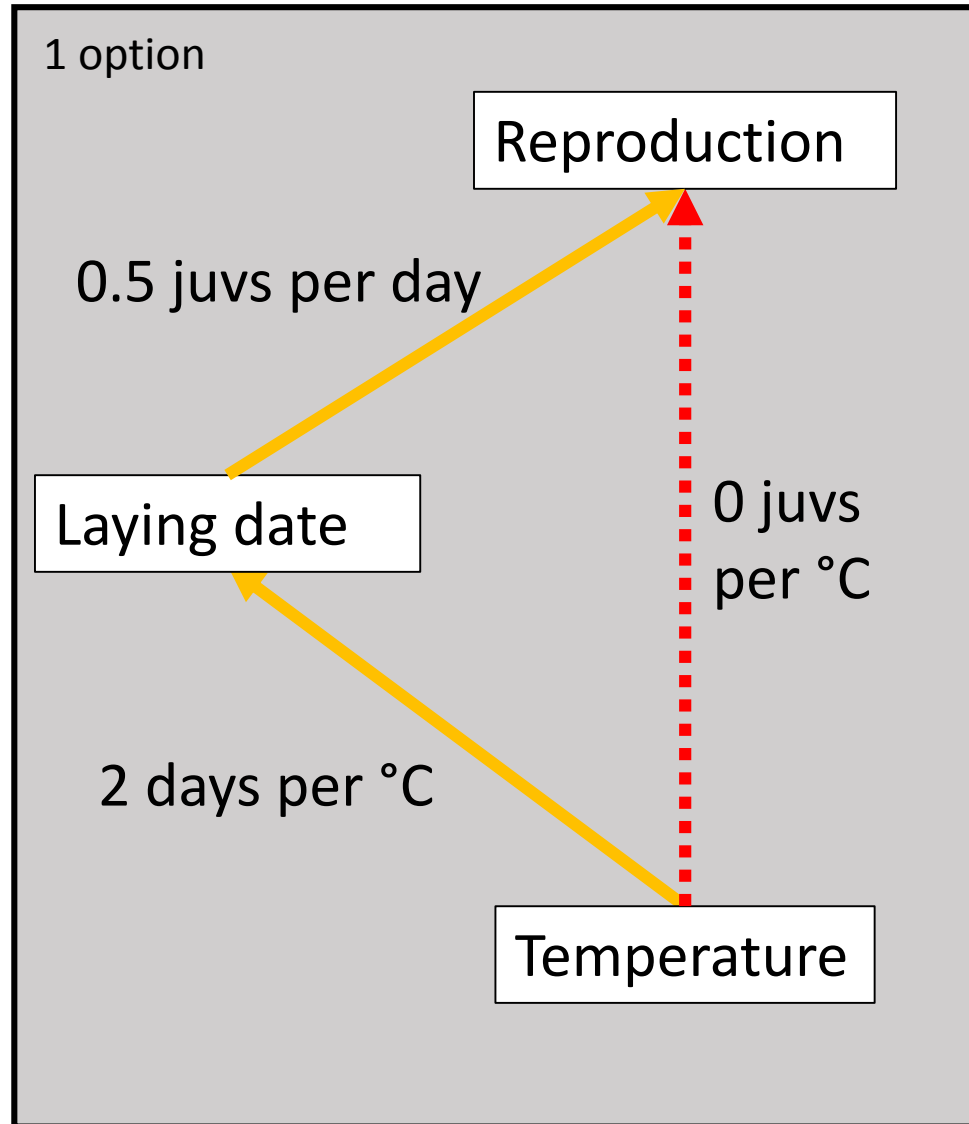 1 option
Reproduction
0.5 juvs per day
Laying date
0 juvs
per °C
2 days per °C
Temperature